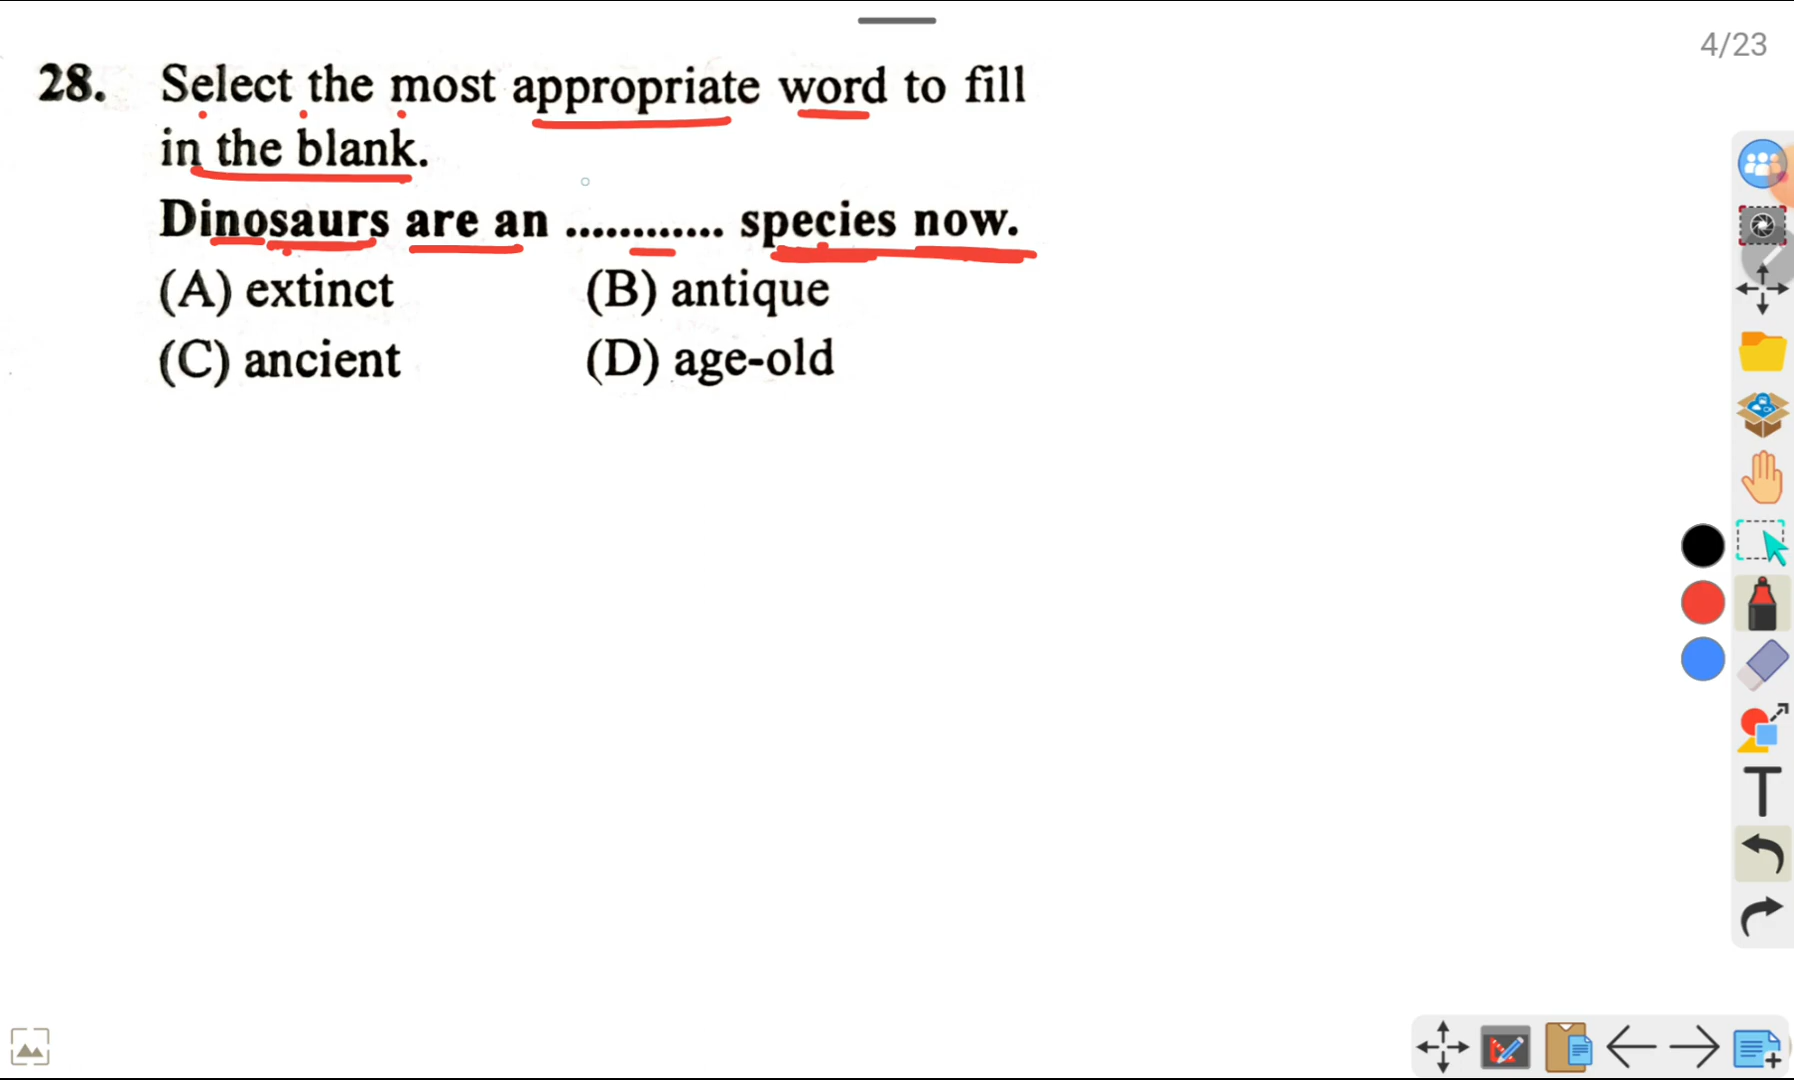 4/23
28. Select the most appropriate word to fill
in the blank.
Dinosaurs are an ............ species now.
(A) extinct (B) antique
(C) ancient (D) age-old
T